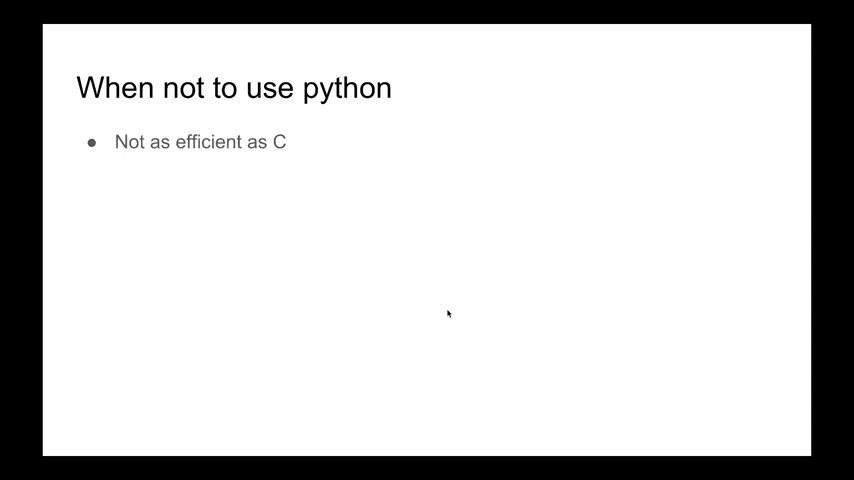 When not to use python
● Not as efficient as C